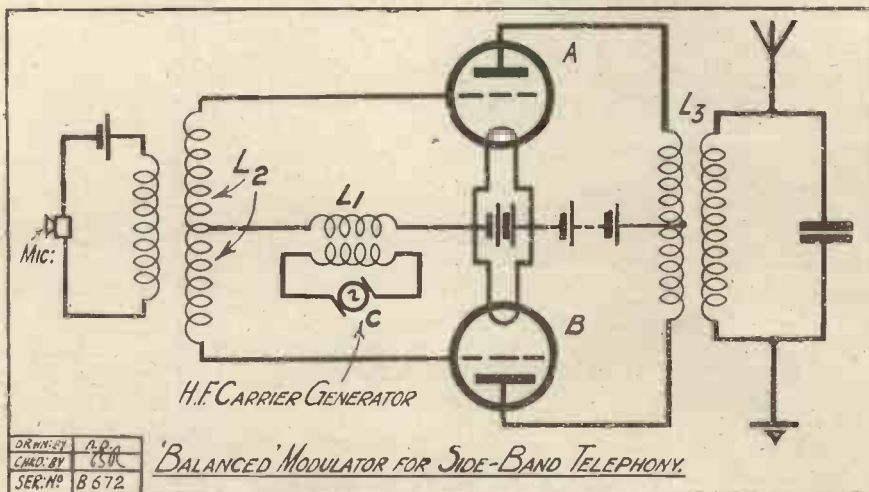 A
L3
L2
L1
MIC:
C
B
H.F. CARRIER GENERATOR
DRWN: BY A.D.
CHKD: BY
SER: Nº B 672
'BALANCED' MODULATOR FOR SIDE-BAND TELEPHONY.